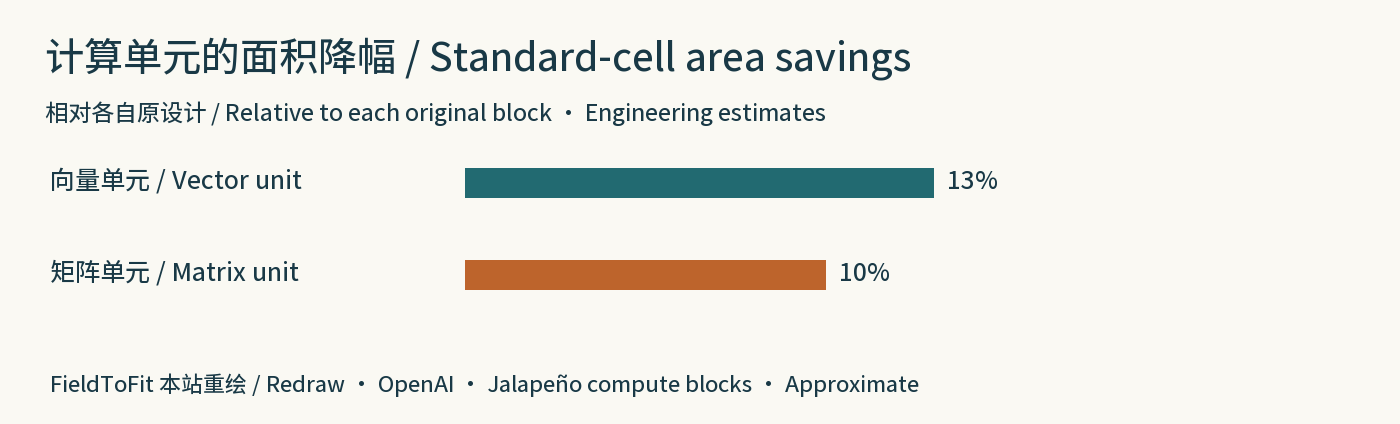 计算单元的面积降幅 / Standard-cell area savings
相对各自原设计 / Relative to each original block · Engineering estimates
向量单元 / Vector unit 13%
矩阵单元 / Matrix unit 10%
FieldToFit 本站重绘 / Redraw · OpenAI · Jalapeño compute blocks · Approximate